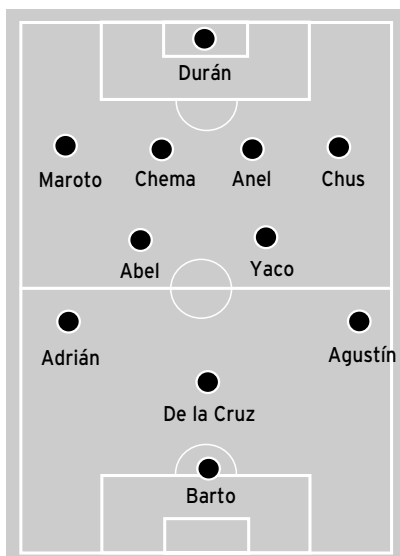 Durán
Maroto
Chema
Anel
Chus
Abel
Yaco
Adrián
Agustín
De la Cruz
Barto